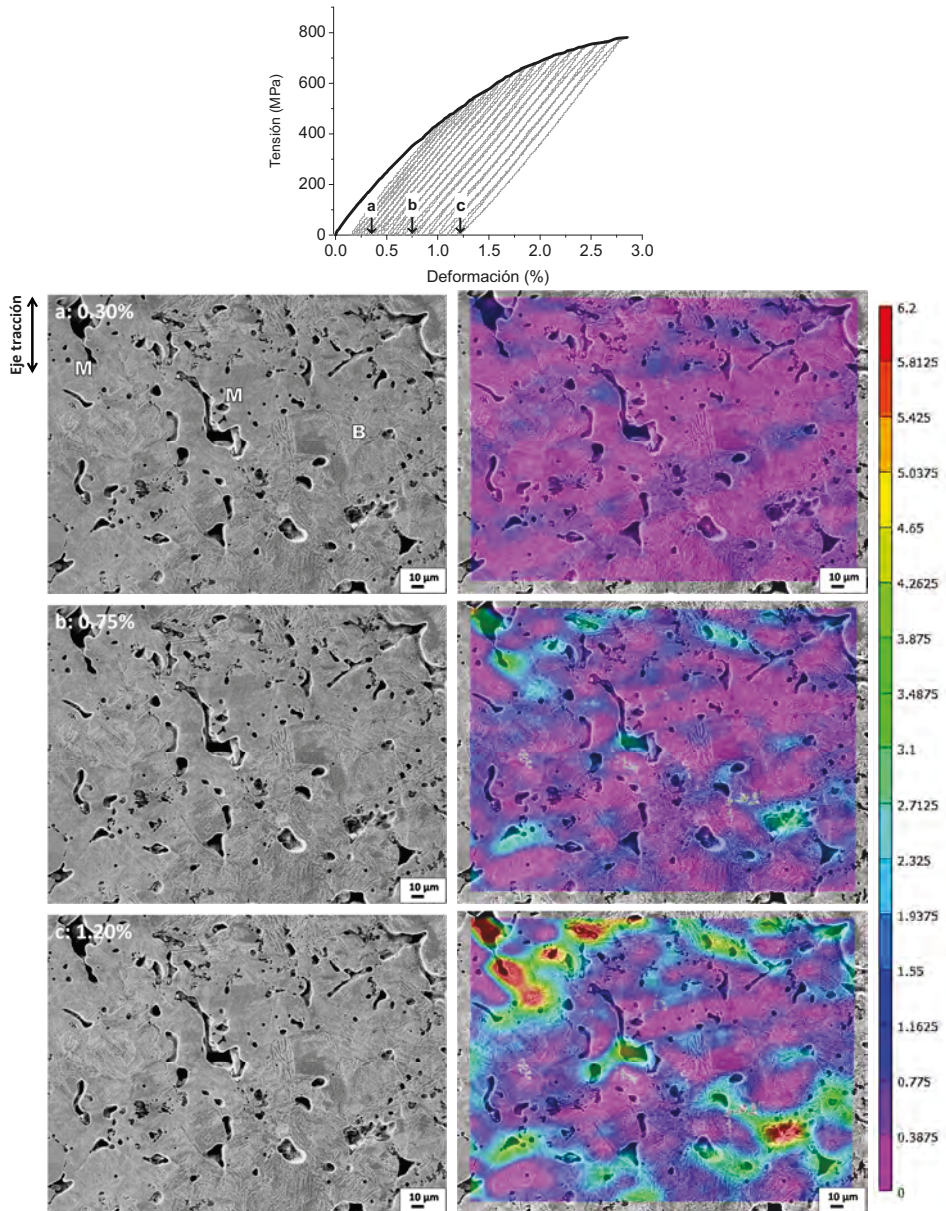 800
600
400
200
0
Tensión (MPa)
a
b
c
0.0
0.5
1.0
1.5
2.0
2.5
3.0
Deformación (%)
Eje tracción
a: 0.30%
M
M
B
10 µm
10 µm
b: 0.75%
10 µm
10 µm
c: 1.20%
10 µm
10 µm
6.2
5.8125
5.425
5.0375
4.65
4.2625
3.875
3.4875
3.1
2.7125
2.325
1.9375
1.55
1.1625
0.775
0.3875
0